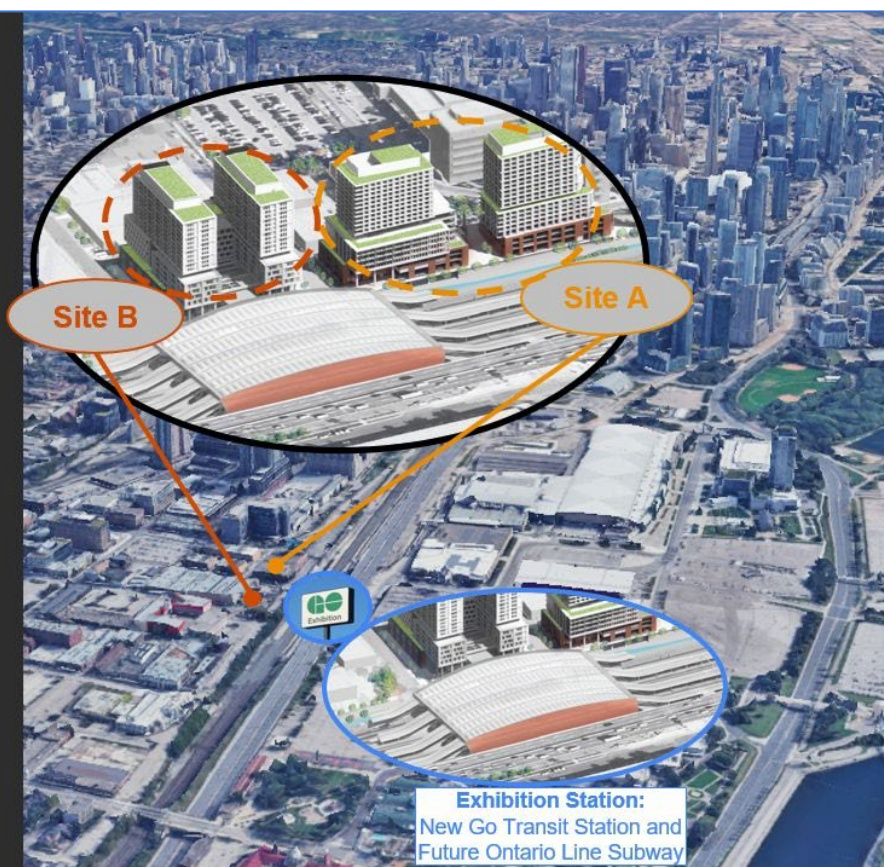 Site B
Site A
GO
Exhibition
Exhibition Station:
New Go Transit Station and
Future Ontario Line Subway